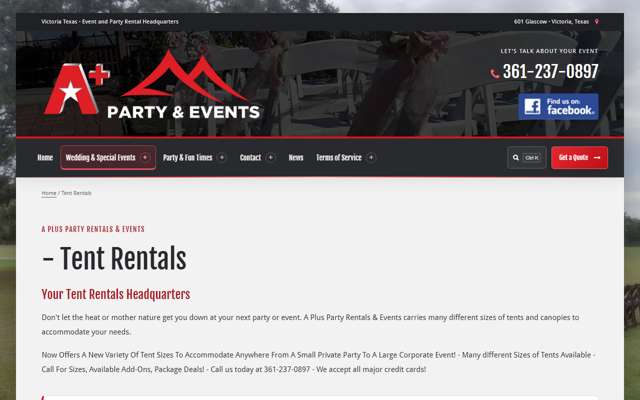 Victoria Texas - Event and Party Rental Headquarters
601 Glascow - Victoria, Texas
LET'S TALK ABOUT YOUR EVENT
361-237-0897
A+
PARTY & EVENTS
Find us on:
facebook
Home
Wedding & Special Events +
Party & Fun Times +
Contact +
News
Terms of Service +
Ctrl K
Get a Quote →
Home / Tent Rentals
A PLUS PARTY RENTALS & EVENTS
- Tent Rentals
Your Tent Rentals Headquarters
Don't let the heat or mother nature get you down at your next party or event. A Plus Party Rentals & Events carries many different sizes of tents and canopies to
accommodate your needs.
Now Offers A New Variety Of Tent Sizes To Accommodate Anywhere From A Small Private Party To A Large Corporate Event! - Many different Sizes of Tents Available -
Call For Sizes, Available Add-Ons, Package Deals! - Call us today at 361-237-0897 - We accept all major credit cards!